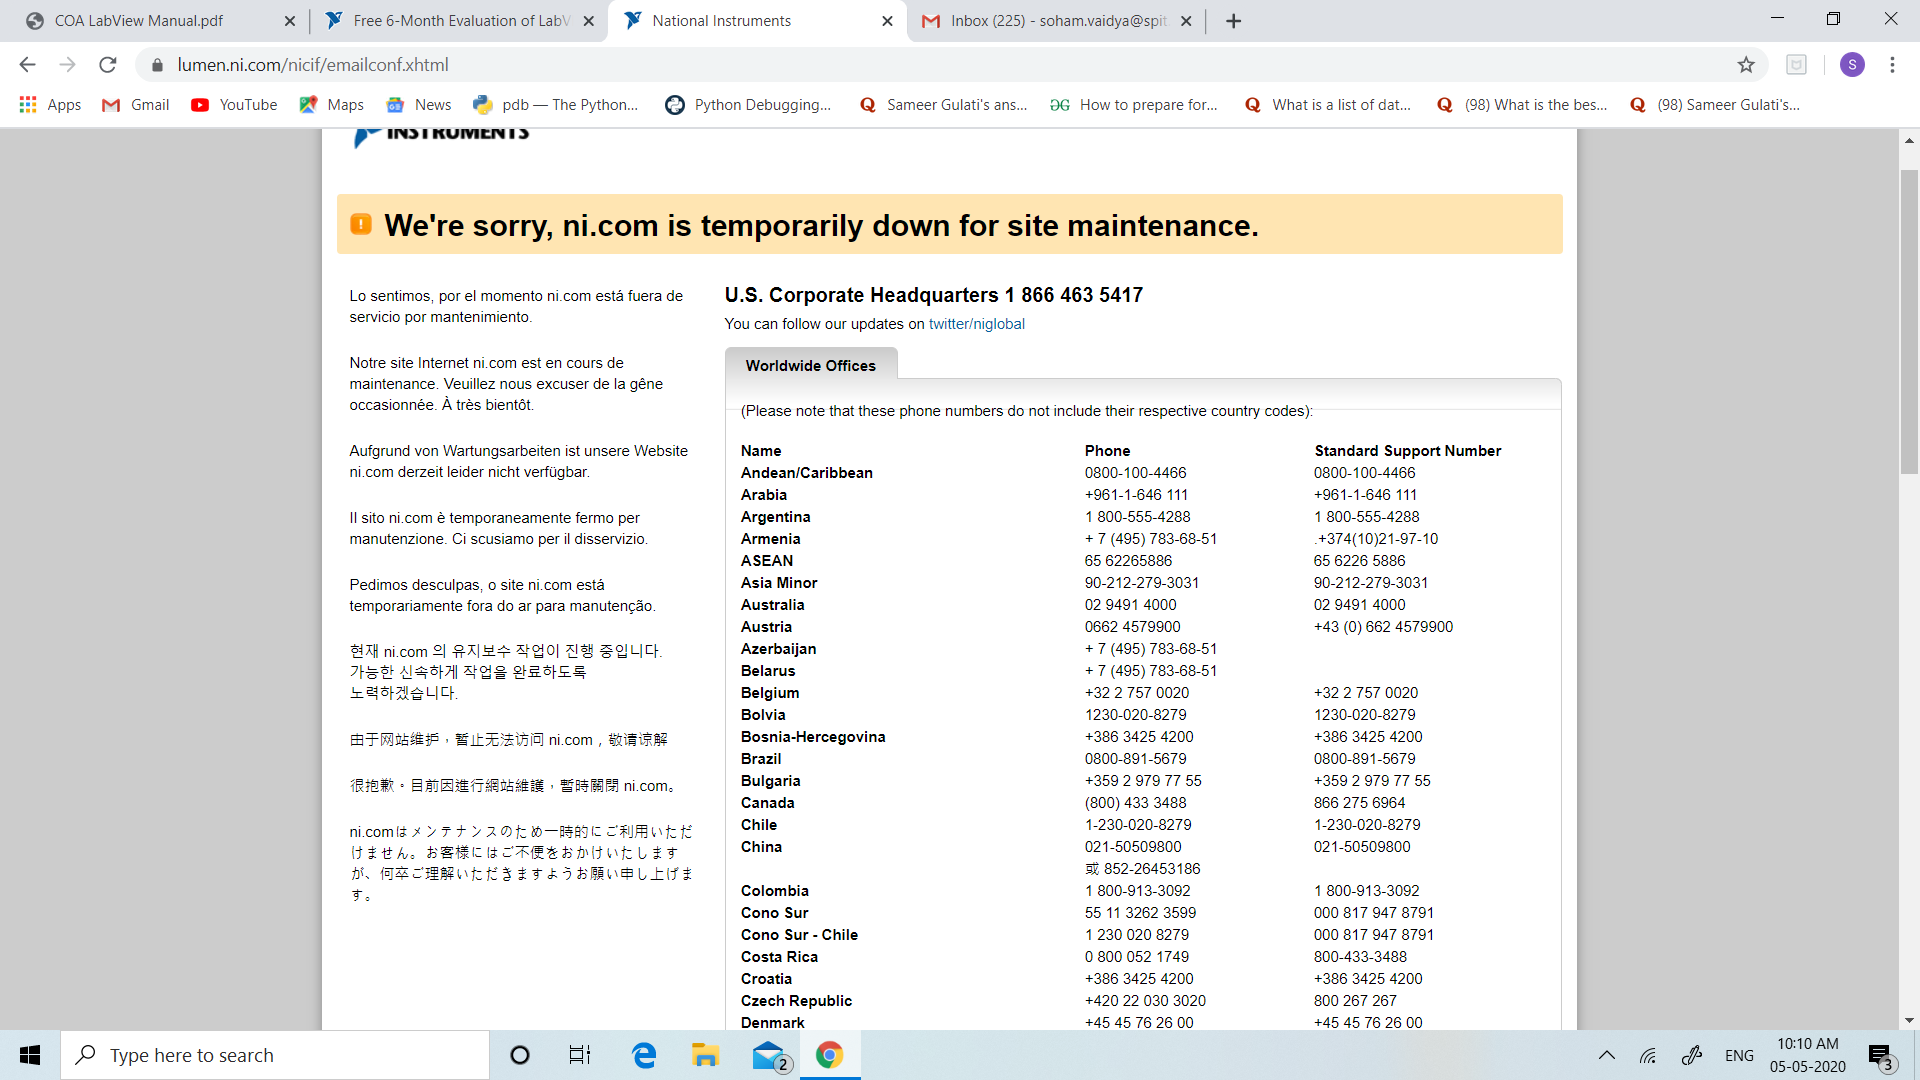 COA LabView Manual.pdf
Free 6-Month Evaluation of LabV
National Instruments
Inbox (225) - soham.vaidya@spit
lumen.ni.com/nicif/emailconf.xhtml
S
Apps
Gmail
YouTube
Maps
News
pdb — The Python...
Python Debugging...
Sameer Gulati's ans...
How to prepare for...
What is a list of dat...
(98) What is the bes...
(98) Sameer Gulati's...
INSTRUMENTS
We're sorry, ni.com is temporarily down for site maintenance.
Lo sentimos, por el momento ni.com está fuera de
servicio por mantenimiento.
Notre site Internet ni.com est en cours de
maintenance. Veuillez nous excuser de la gêne
occasionnée. À très bientôt.
Aufgrund von Wartungsarbeiten ist unsere Website
ni.com derzeit leider nicht verfügbar.
Il sito ni.com è temporaneamente fermo per
manutenzione. Ci scusiamo per il disservizio.
Pedimos desculpas, o site ni.com está
temporariamente fora do ar para manutenção.
현재 ni.com 의 유지보수 작업이 진행 중입니다.
가능한 신속하게 작업을 완료하도록
노력하겠습니다.
由于网站维护，暂止无法访问 ni.com，敬请谅解
很抱歉。目前因進行網站維護，暫時關閉 ni.com。
ni.comはメンテナンスのため一時的にご利用いただ
けません。お客様にはご不便をおかけいたします
が、何卒ご理解いただきますようお願い申し上げま
す。
U.S. Corporate Headquarters 1 866 463 5417
You can follow our updates on twitter/niglobal
Worldwide Offices
(Please note that these phone numbers do not include their respective country codes):
Name Phone Standard Support Number
Andean/Caribbean 0800-100-4466 0800-100-4466
Arabia +961-1-646 111 +961-1-646 111
Argentina 1 800-555-4288 1 800-555-4288
Armenia + 7 (495) 783-68-51 .+374(10)21-97-10
ASEAN 65 62265886 65 6226 5886
Asia Minor 90-212-279-3031 90-212-279-3031
Australia 02 9491 4000 02 9491 4000
Austria 0662 4579900 +43 (0) 662 4579900
Azerbaijan + 7 (495) 783-68-51
Belarus + 7 (495) 783-68-51
Belgium +32 2 757 0020 +32 2 757 0020
Bolvia 1230-020-8279 1230-020-8279
Bosnia-Hercegovina +386 3425 4200 +386 3425 4200
Brazil 0800-891-5679 0800-891-5679
Bulgaria +359 2 979 77 55 +359 2 979 77 55
Canada (800) 433 3488 866 275 6964
Chile 1-230-020-8279 1-230-020-8279
China 021-50509800 021-50509800
或 852-26453186
Colombia 1 800-913-3092 1 800-913-3092
Cono Sur 55 11 3262 3599 000 817 947 8791
Cono Sur - Chile 1 230 020 8279 000 817 947 8791
Costa Rica 0 800 052 1749 800-433-3488
Croatia +386 3425 4200 +386 3425 4200
Czech Republic +420 22 030 3020 800 267 267
Denmark +45 45 76 26 00 +45 45 76 26 00
Type here to search
2
ENG
10:10 AM
05-05-2020
3